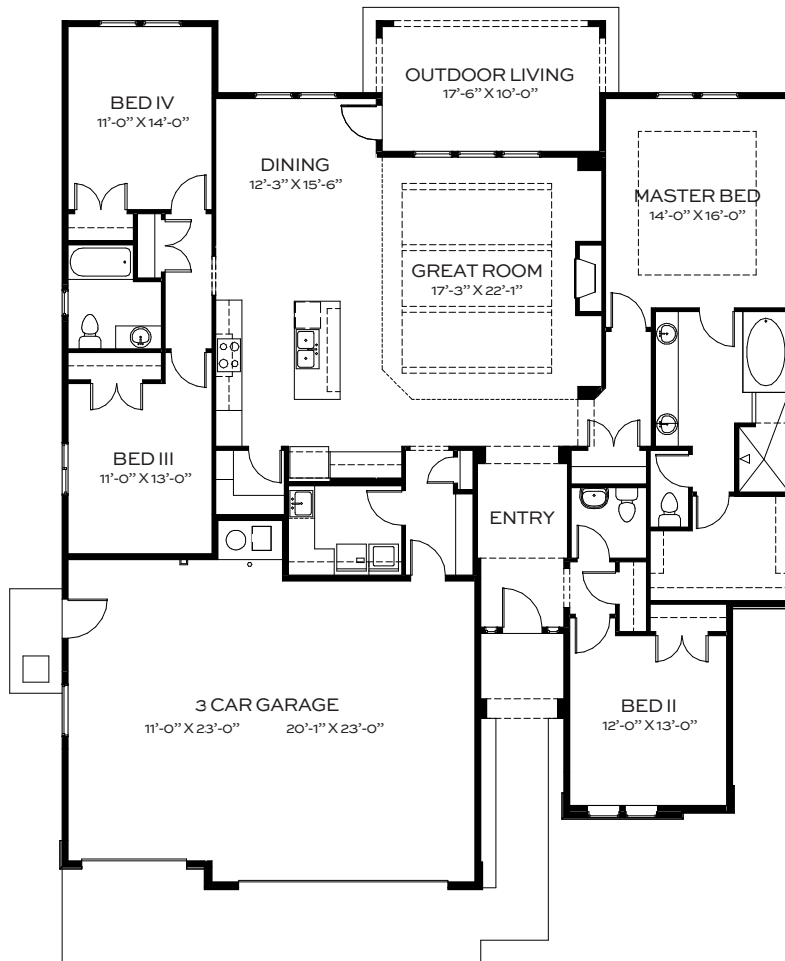 OUTDOOR LIVING
17'-6" X 10'-0"
BED IV
11'-0" X 14'-0"
DINING
12'-3" X 15'-6"
MASTER BED
14'-0" X 16'-0"
GREAT ROOM
17'-3" X 22'-1"
BED III
11'-0" X 13'-0"
ENTRY
3 CAR GARAGE
11'-0" X 23'-0" 20'-1" X 23'-0"
BED II
12'-0" X 13'-0"